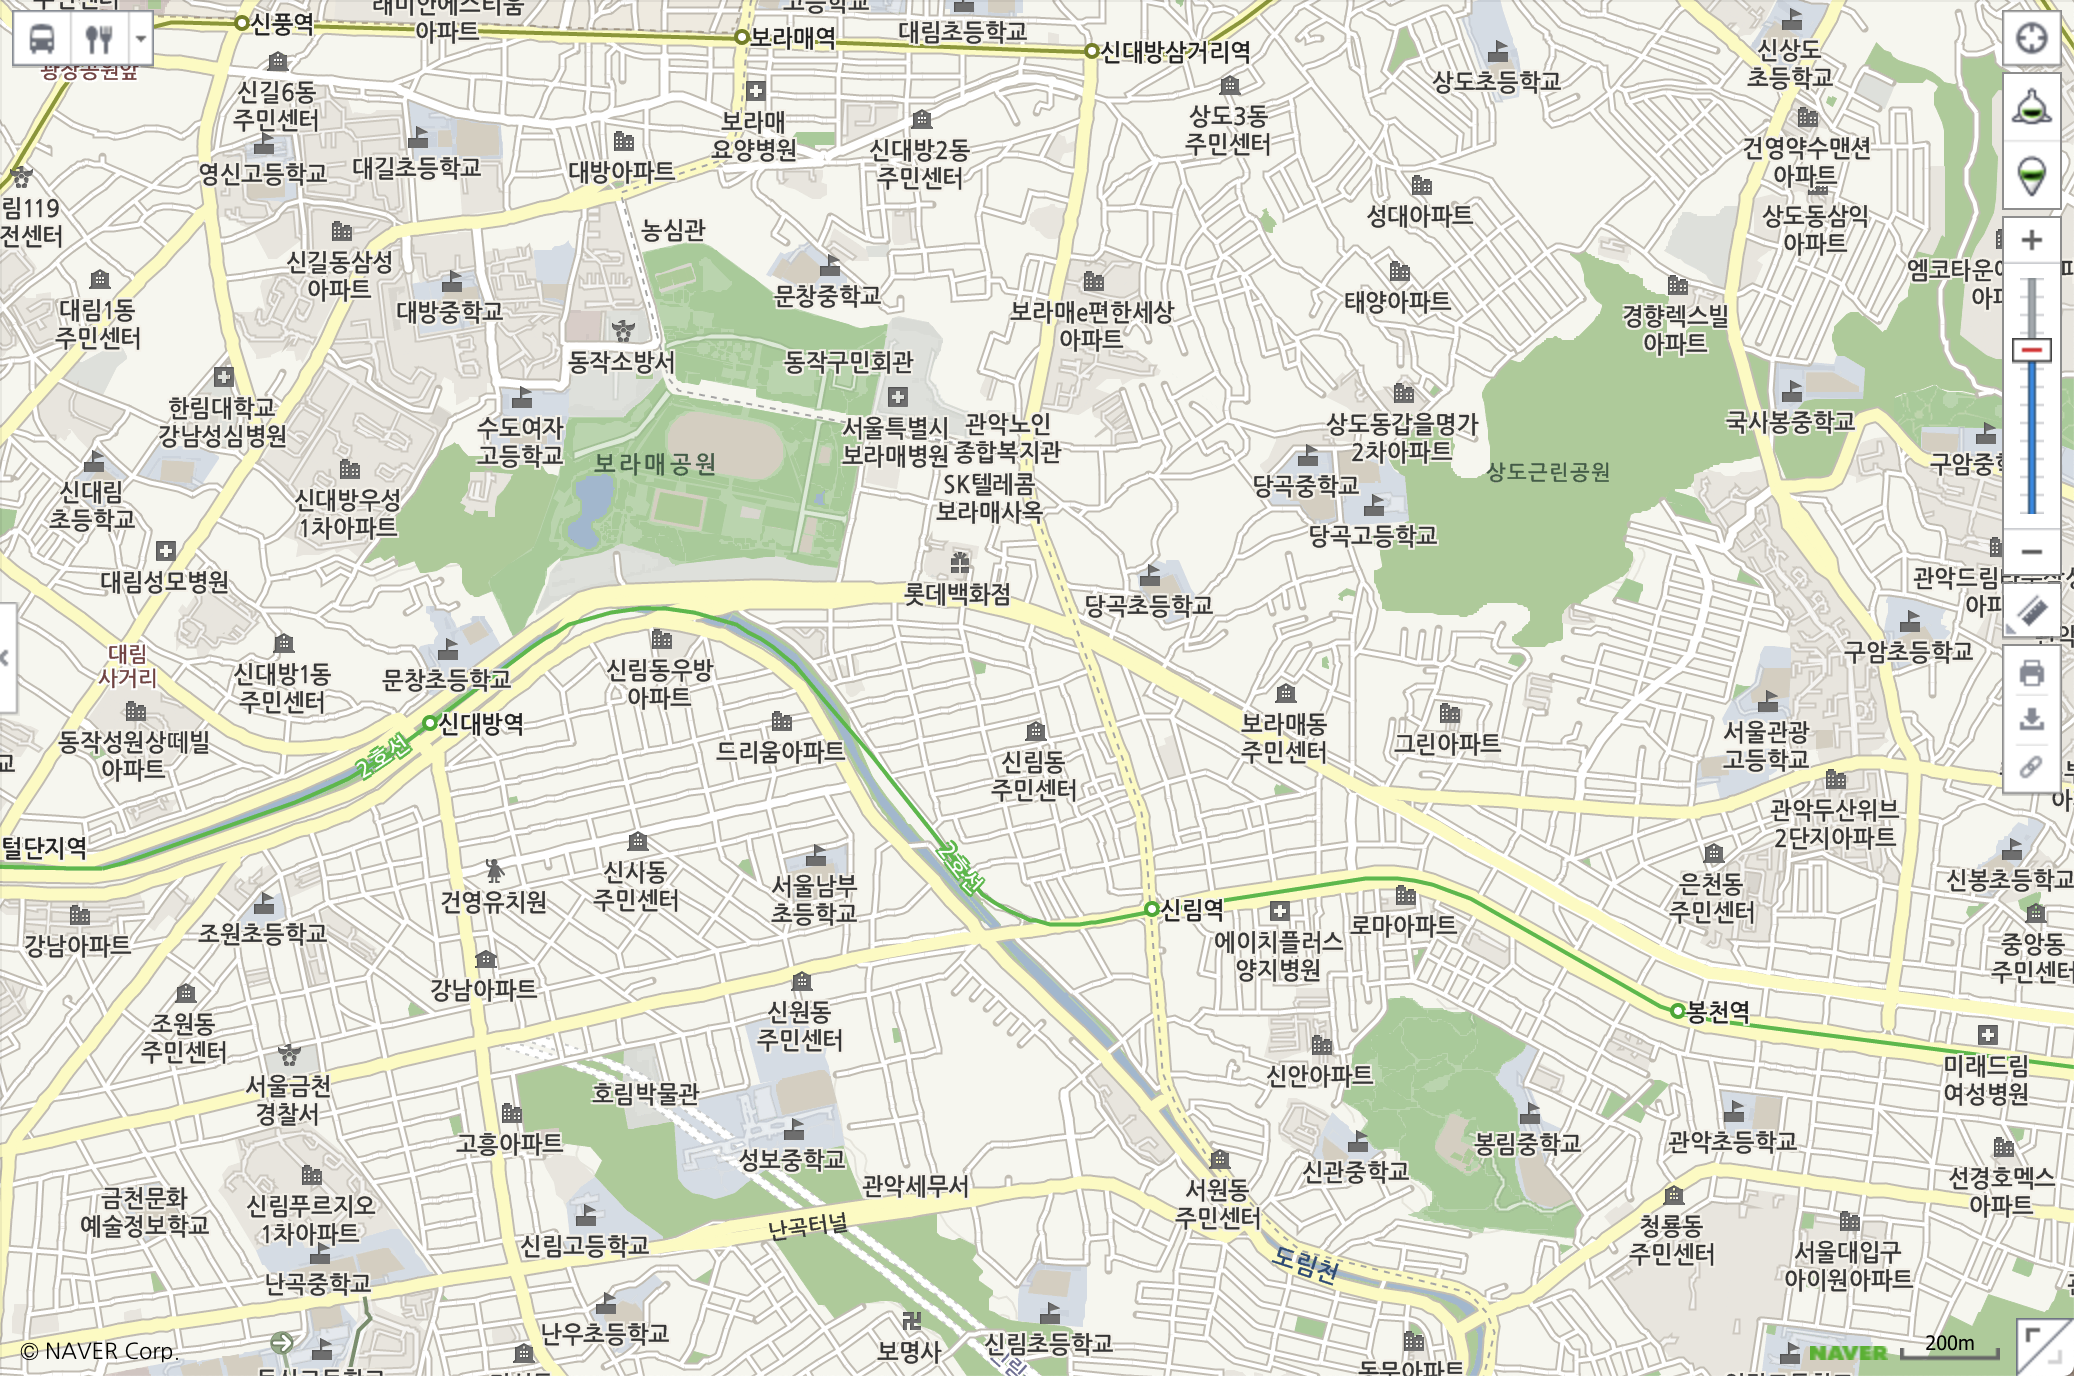 래미안에스티움
아파트
신풍역
보라매역
대림초등학교
신대방삼거리역
신상도
초등학교
상도초등학교
신길6동
주민센터
보라매
요양병원
신대방2동
주민센터
상도3동
주민센터
건영약수맨션
아파트
영신고등학교
대길초등학교
대방아파트
림119
전센터
농심관
성대아파트
상도동삼익
아파트
신길동삼성
아파트
대방중학교
문창중학교
보라매e편한세상
아파트
태양아파트
경향렉스빌
아파트
대림1동
주민센터
동작소방서
동작구민회관
한림대학교
강남성심병원
수도여자
고등학교
서울특별시
보라매병원
관악노인
종합복지관
상도동갑을명가
2차아파트
국사봉중학교
보라매공원
SK텔레콤
보라매사옥
당곡중학교
상도근린공원
신대림
초등학교
신대방우성
1차아파트
당곡고등학교
대림성모병원
롯데백화점
당곡초등학교
대림
사거리
신대방1동
주민센터
문창초등학교
신림동우방
아파트
구암초등학교
동작성원상떼빌
아파트
신대방역
2호선
드리움아파트
신림동
주민센터
보라매동
주민센터
그린아파트
서울관광
고등학교
관악두산위브
2단지아파트
털단지역
건영유치원
신사동
주민센터
서울남부
초등학교
2호선
은천동
주민센터
신봉초등학교
강남아파트
조원초등학교
신림역
로마아파트
에이치플러스
양지병원
중앙동
주민센터
강남아파트
조원동
주민센터
신원동
주민센터
봉천역
서울금천
경찰서
호림박물관
신안아파트
미래드림
여성병원
고흥아파트
성보중학교
신관중학교
봉림중학교
관악초등학교
금천문화
예술정보학교
신림푸르지오
1차아파트
관악세무서
서원동
주민센터
선경호멕스
아파트
난곡터널
신림고등학교
청룡동
주민센터
서울대입구
아이원아파트
난곡중학교
도림천
난우초등학교
보명사
신림초등학교
동문아파트
© NAVER Corp.
NAVER
200m